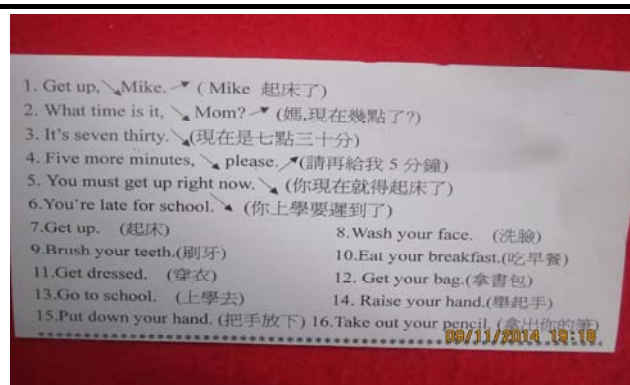 1. Get up,↘Mike.↗ ( Mike 起床了)
2. What time is it, ↘ Mom?↗ (媽,現在幾點了?)
3. It's seven thirty.↘(現在是七點三十分)
4. Five more minutes, ↘ please.↗(請再給我 5 分鐘)
5. You must get up right now.↘ (你現在就得起床了)
6.You're late for school.↘ (你上學要遲到了)
7.Get up. (起床) 8.Wash your face. (洗臉)
9.Brush your teeth.(刷牙) 10.Eat your breakfast.(吃早餐)
11.Get dressed. (穿衣) 12. Get your bag.(拿書包)
13.Go to school. (上學去) 14. Raise your hand.(舉起手)
15.Put down your hand. (把手放下) 16.Take out your pencil. (拿出你的筆)
09/11/2014 19:18